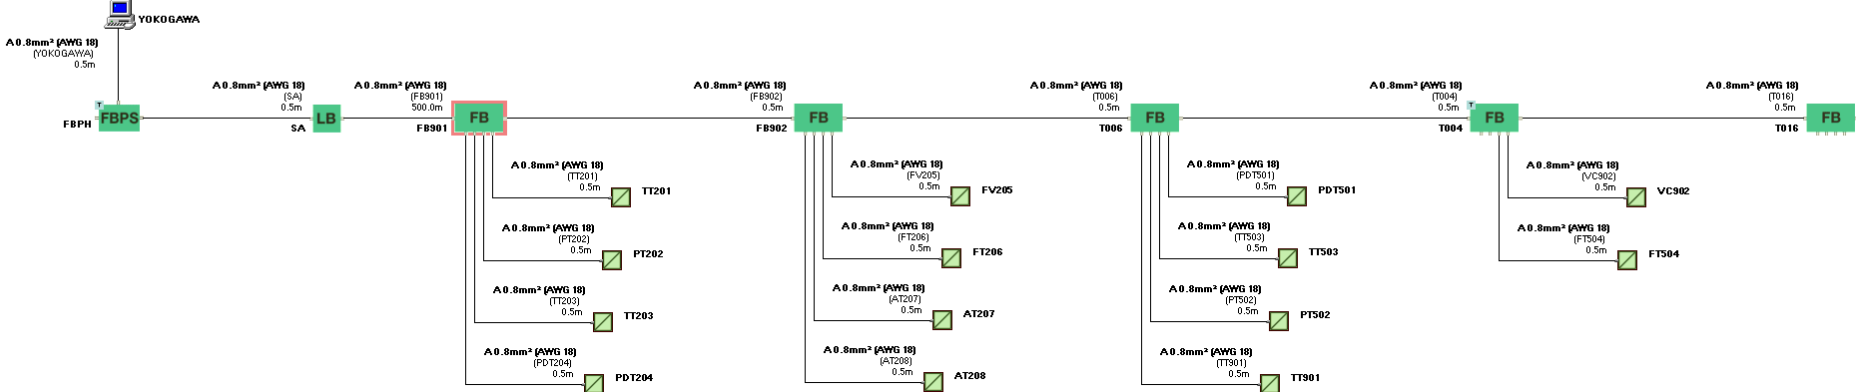 YOKOGAWA
A 0.8mm² (AWG 18)
(YOKOGAWA)
0.5m
A 0.8mm² (AWG 18)
(SA)
0.5m
A 0.8mm² (AWG 18)
(FB901)
500.0m
A 0.8mm² (AWG 18)
(FB902)
0.5m
A 0.8mm² (AWG 18)
(T006)
0.5m
A 0.8mm² (AWG 18)
(T004)
0.5m
A 0.8mm² (AWG 18)
(T016)
0.5m
T
T
FBPH
FBPS
LB
SA
FB
FB901
FB
FB902
FB
T006
FB
T004
FB
T016
A 0.8mm² (AWG 18)
(TT201)
0.5m
TT201
A 0.8mm² (AWG 18)
(FV205)
0.5m
FV205
A 0.8mm² (AWG 18)
(PDT501)
0.5m
PDT501
A 0.8mm² (AWG 18)
(VC902)
0.5m
VC902
A 0.8mm² (AWG 18)
(PT202)
0.5m
PT202
A 0.8mm² (AWG 18)
(FT206)
0.5m
FT206
A 0.8mm² (AWG 18)
(TT503)
0.5m
TT503
A 0.8mm² (AWG 18)
(FT504)
0.5m
FT504
A 0.8mm² (AWG 18)
(TT203)
0.5m
TT203
A 0.8mm² (AWG 18)
(AT207)
0.5m
AT207
A 0.8mm² (AWG 18)
(PT502)
0.5m
PT502
A 0.8mm² (AWG 18)
(PDT204)
0.5m
PDT204
A 0.8mm² (AWG 18)
(AT208)
0.5m
AT208
A 0.8mm² (AWG 18)
(TT901)
0.5m
TT901